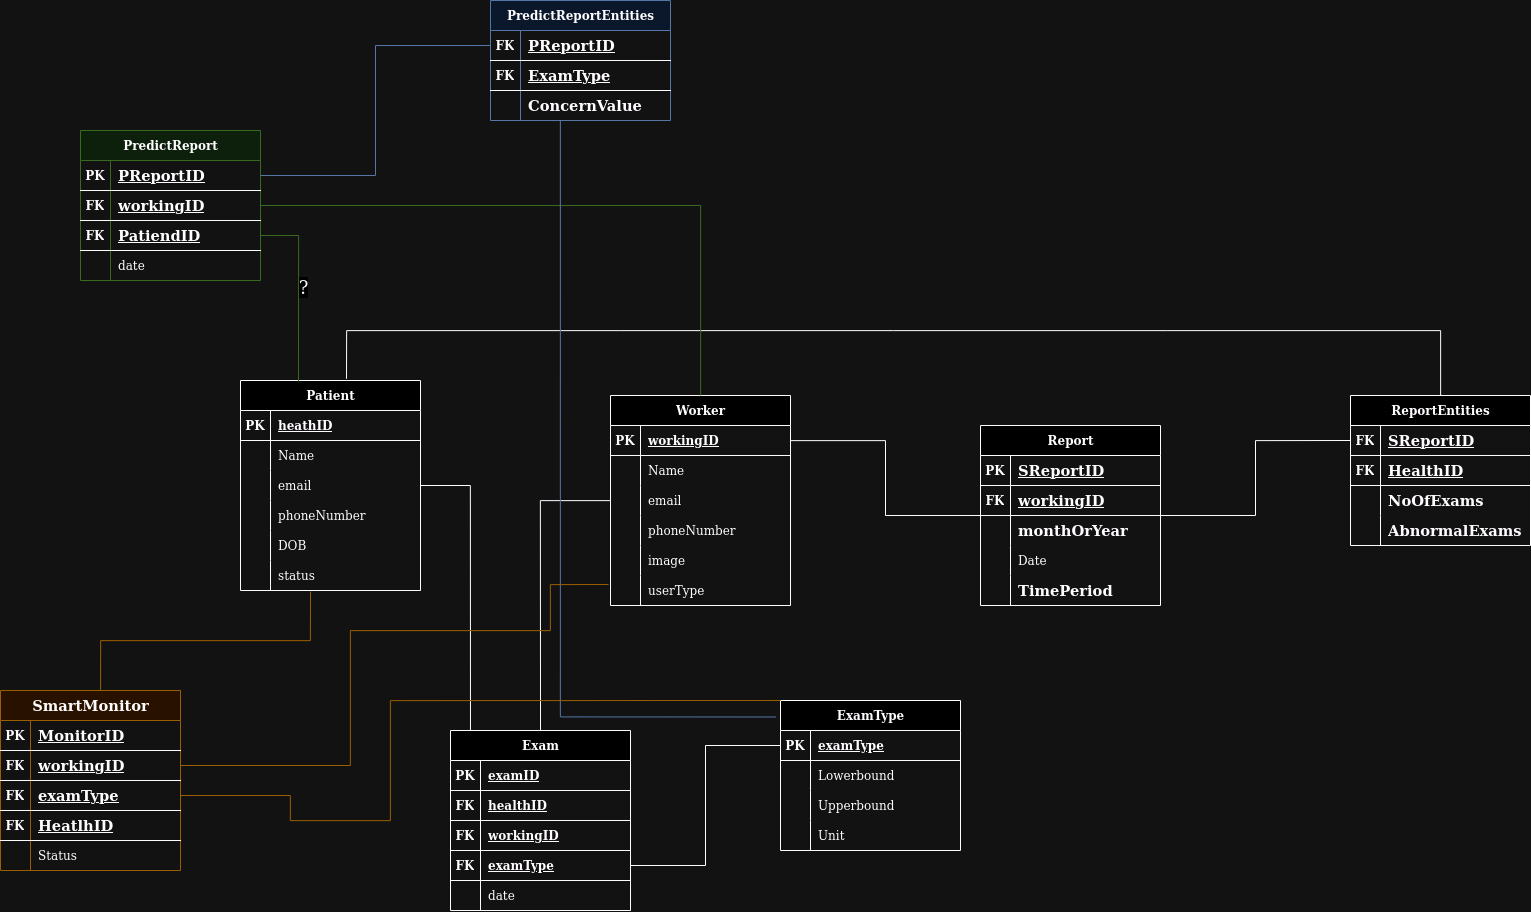 PredictReportEntities
FK PReportID
FK ExamType
ConcernValue
PredictReport
PK PReportID
FK workingID
FK PatiendID
date
?
Patient
PK heathID
Name
email
phoneNumber
DOB
status
Worker
PK workingID
Name
email
phoneNumber
image
userType
Report
PK SReportID
FK workingID
monthOrYear
Date
TimePeriod
ReportEntities
FK SReportID
FK HealthID
NoOfExams
AbnormalExams
SmartMonitor
PK MonitorID
FK workingID
FK examType
FK HeatlhID
Status
Exam
PK examID
FK healthID
FK workingID
FK examType
date
ExamType
PK examType
Lowerbound
Upperbound
Unit